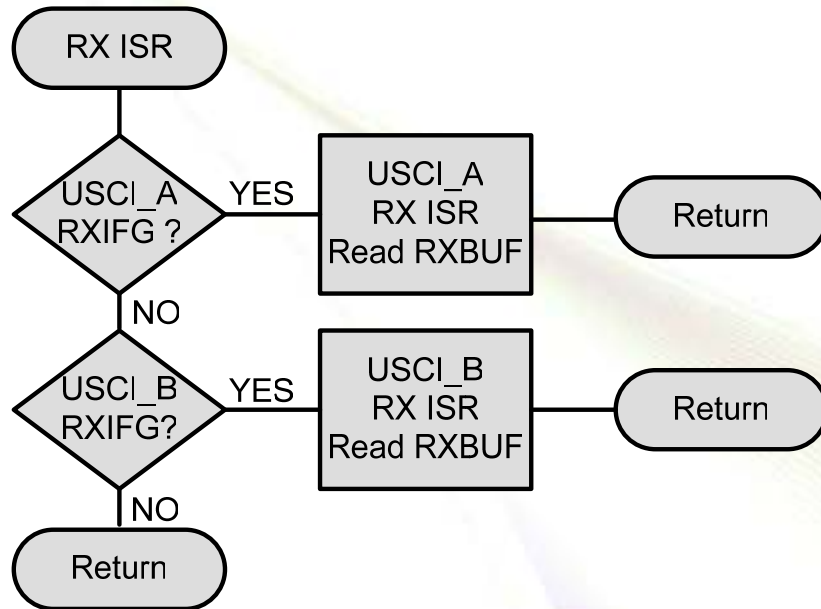 RX ISR
USCI_A
RXIFG ?
YES
USCI_A
RX ISR
Read RXBUF
Return
NO
USCI_B
RXIFG?
YES
USCI_B
RX ISR
Read RXBUF
Return
NO
Return